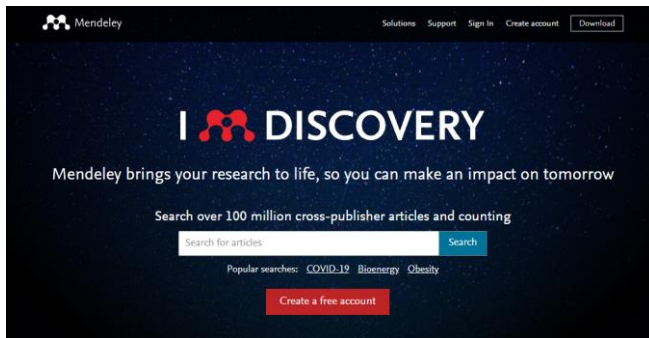 Mendeley
Solutions Support Sign In Create account Download
I DISCOVERY
Mendeley brings your research to life, so you can make an impact on tomorrow
Search over 100 million cross-publisher articles and counting
Search for articles Search
Popular searches: COVID-19 Bioenergy Obesity
Create a free account